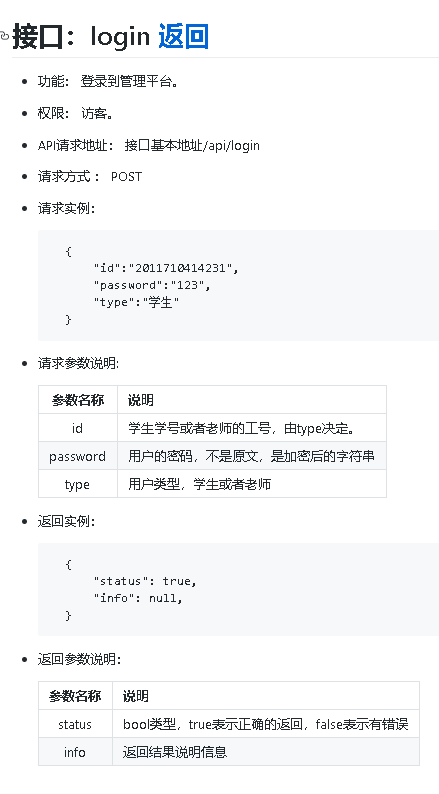 接口：login 返回
功能： 登录到管理平台。
权限： 访客。
API请求地址： 接口基本地址/api/login
请求方式 ： POST
请求实例：
{
"id":"2011710414231",
"password":"123",
"type":"学生"
}
请求参数说明:
参数名称 说明
id 学生学号或者老师的工号，由type决定。
password 用户的密码，不是原文，是加密后的字符串
type 用户类型，学生或者老师
返回实例：
{
"status": true,
"info": null,
}
返回参数说明：
参数名称 说明
status bool类型，true表示正确的返回，false表示有错误
info 返回结果说明信息